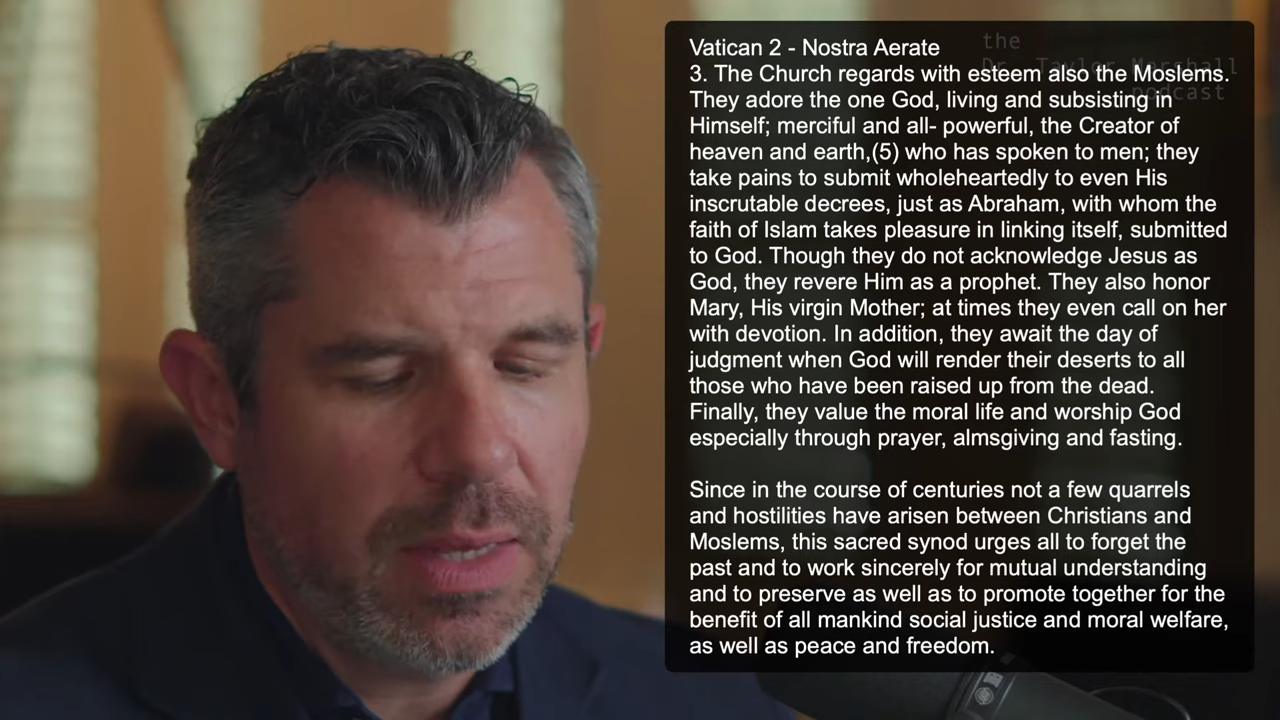 the
Dr. Taylor Marshall
podcast
Vatican 2 - Nostra Aerate
3. The Church regards with esteem also the Moslems.
They adore the one God, living and subsisting in
Himself; merciful and all- powerful, the Creator of
heaven and earth,(5) who has spoken to men; they
take pains to submit wholeheartedly to even His
inscrutable decrees, just as Abraham, with whom the
faith of Islam takes pleasure in linking itself, submitted
to God. Though they do not acknowledge Jesus as
God, they revere Him as a prophet. They also honor
Mary, His virgin Mother; at times they even call on her
with devotion. In addition, they await the day of
judgment when God will render their deserts to all
those who have been raised up from the dead.
Finally, they value the moral life and worship God
especially through prayer, almsgiving and fasting.
Since in the course of centuries not a few quarrels
and hostilities have arisen between Christians and
Moslems, this sacred synod urges all to forget the
past and to work sincerely for mutual understanding
and to preserve as well as to promote together for the
benefit of all mankind social justice and moral welfare,
as well as peace and freedom.